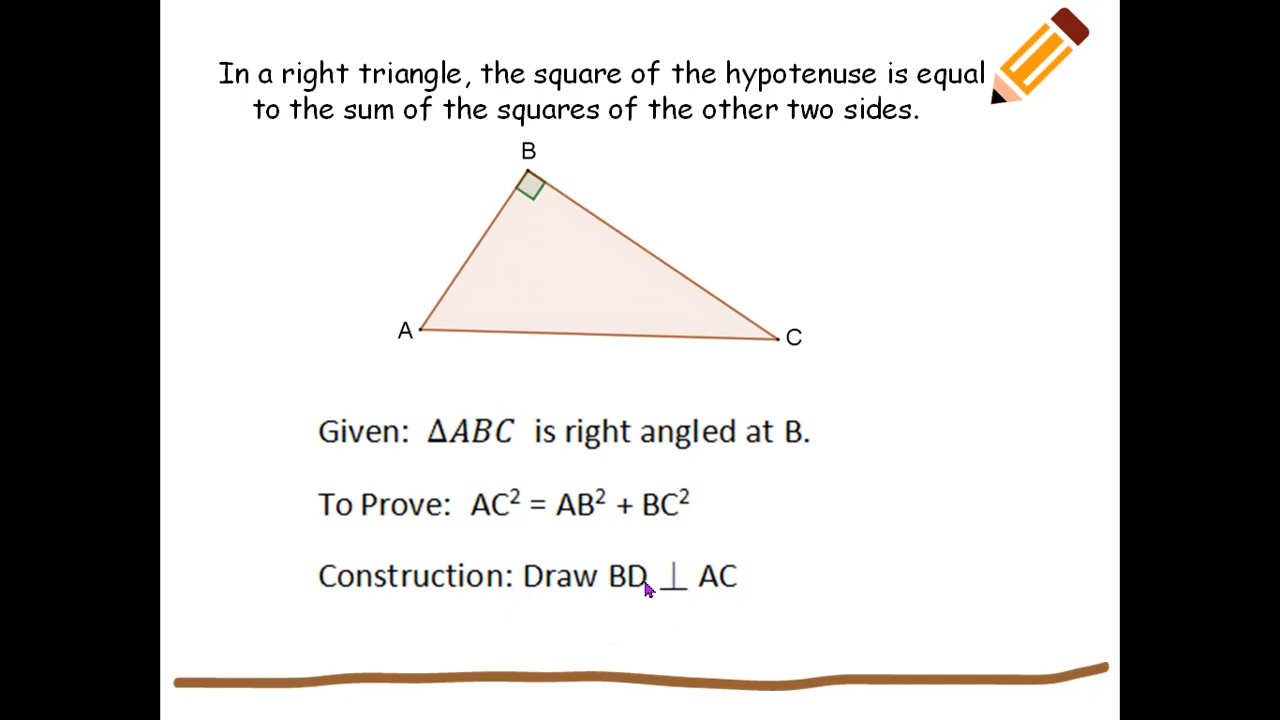 In a right triangle, the square of the hypotenuse is equal
to the sum of the squares of the other two sides.
B
A
C
Given: ΔABC is right angled at B.
To Prove: AC² = AB² + BC²
Construction: Draw BD ⊥ AC